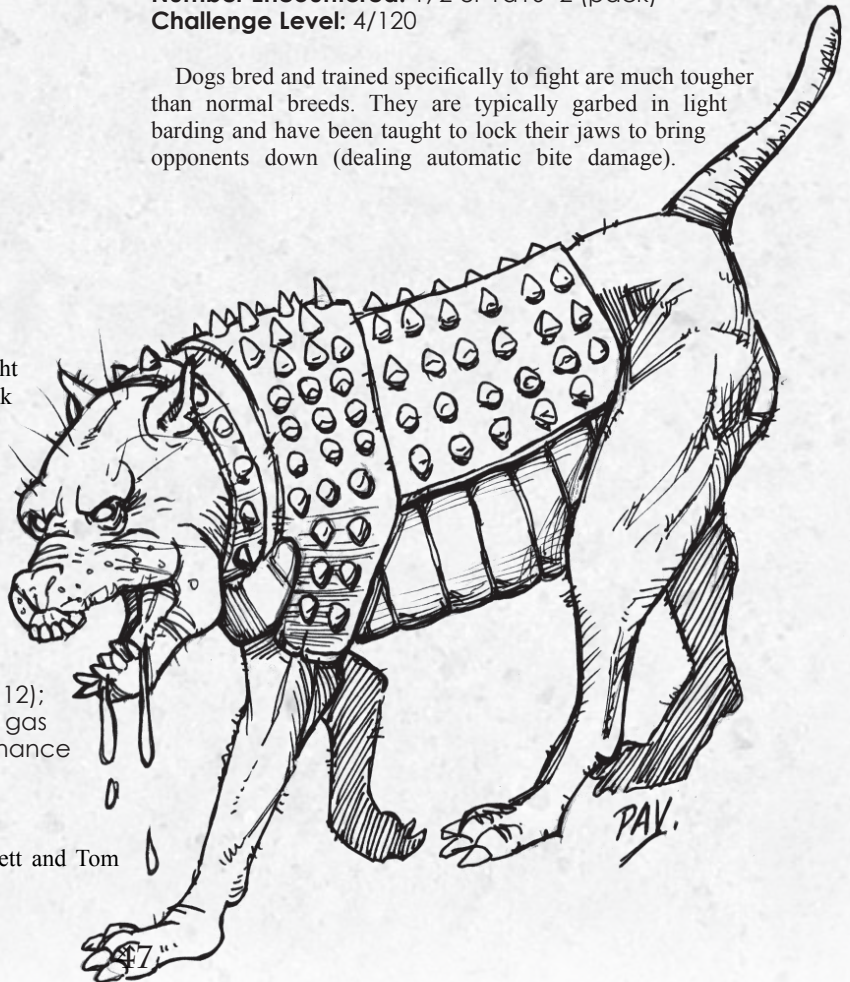 Challenge Level: 4/120
Dogs bred and trained specifically to fight are much tougher
than normal breeds. They are typically garbed in light
barding and have been taught to lock their jaws to bring
opponents down (dealing automatic bite damage).
ght
k
12);
gas
hance
ett and Tom
PAY.
47